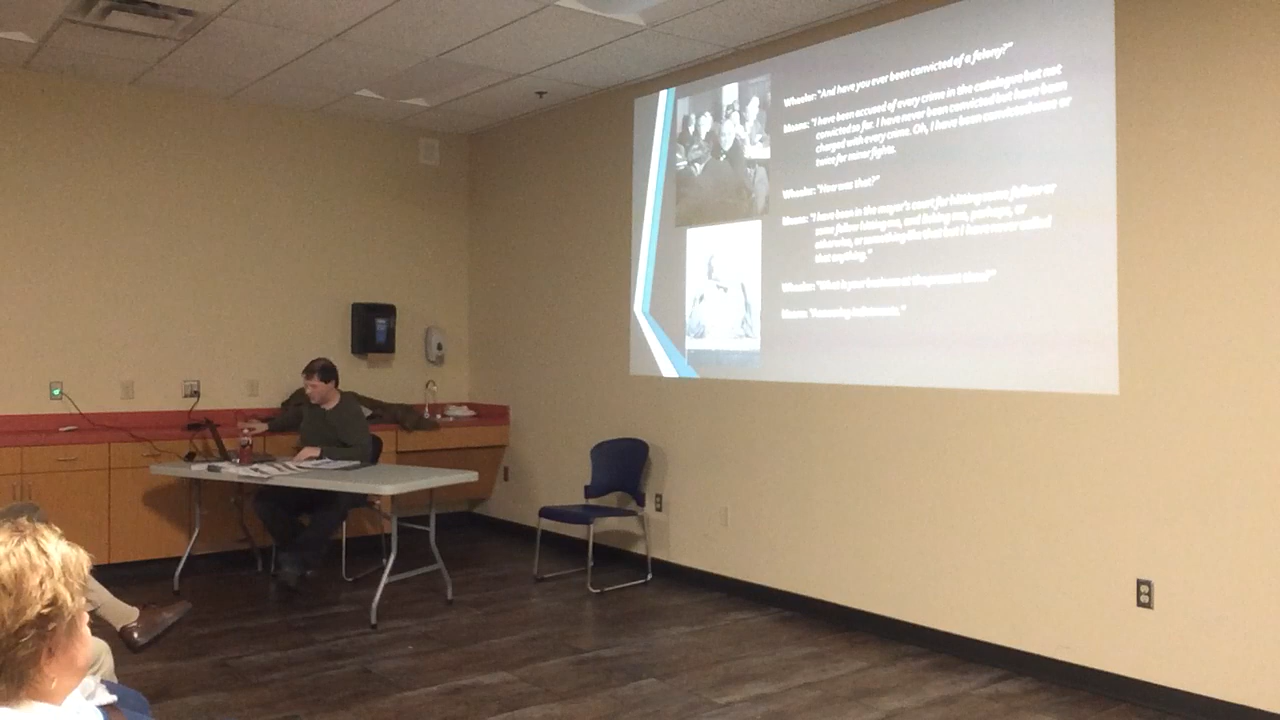 Wheeler: "And have you ever been convicted of a felony?"
Means: "I have been accused of every crime in the catalogue but not
convicted so far. I have never been convicted but have been
charged with every crime. Oh, I have been convicted once or
twice for minor fights.
Wheeler: "How was that?"
Means: "I have been in the mayor's court for hitting some fellow or
some fellow hitting me, and licking me, perhaps, or
otherwise, or something like that but I have never called
that anything."
Wheeler: "What is your business at the present time?"
Means: "Answering